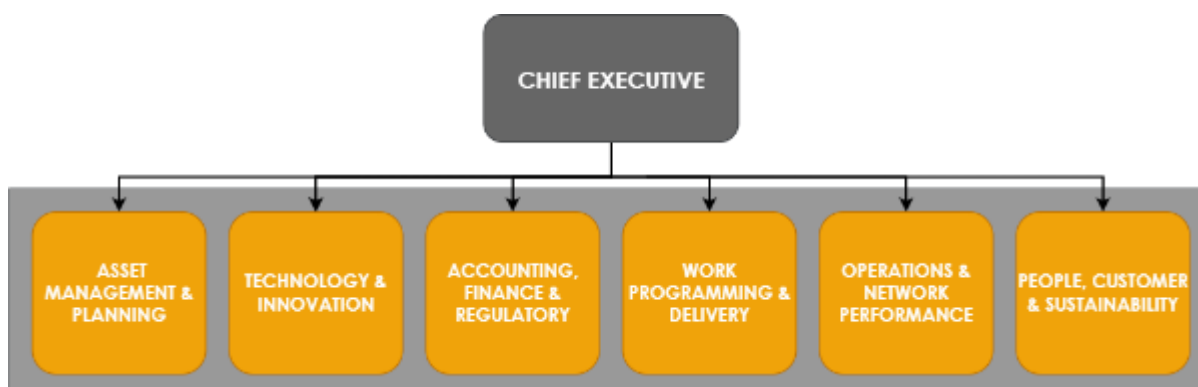 CHIEF EXECUTIVE
ASSET
MANAGEMENT &
PLANNING
TECHNOLOGY &
INNOVATION
ACCOUNTING,
FINANCE &
REGULATORY
WORK
PROGRAMMING &
DELIVERY
OPERATIONS &
NETWORK
PERFORMANCE
PEOPLE, CUSTOMER
& SUSTAINABILITY